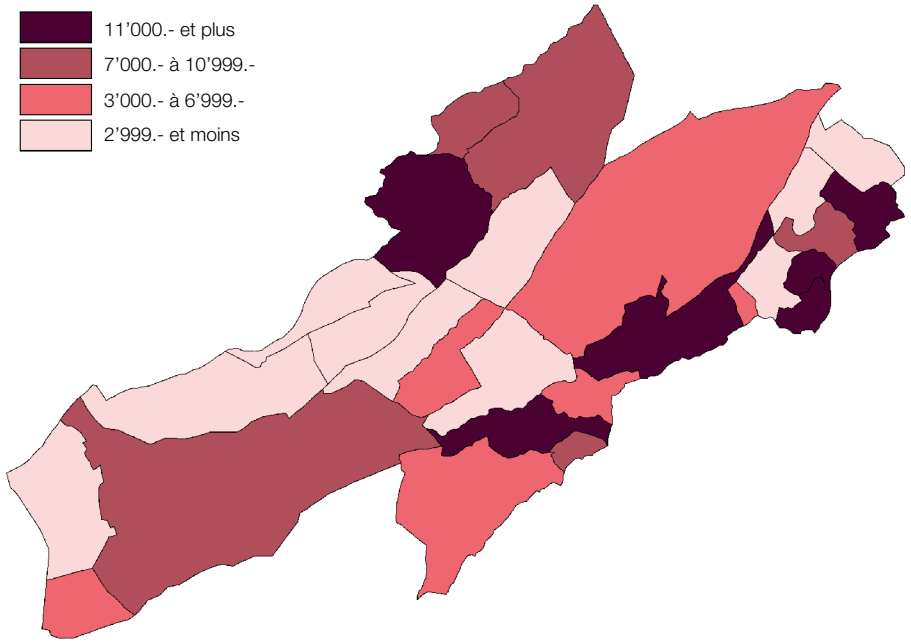 11’000.- et plus
7’000.- à 10’999.-
3’000.- à 6’999.-
2’999.- et moins